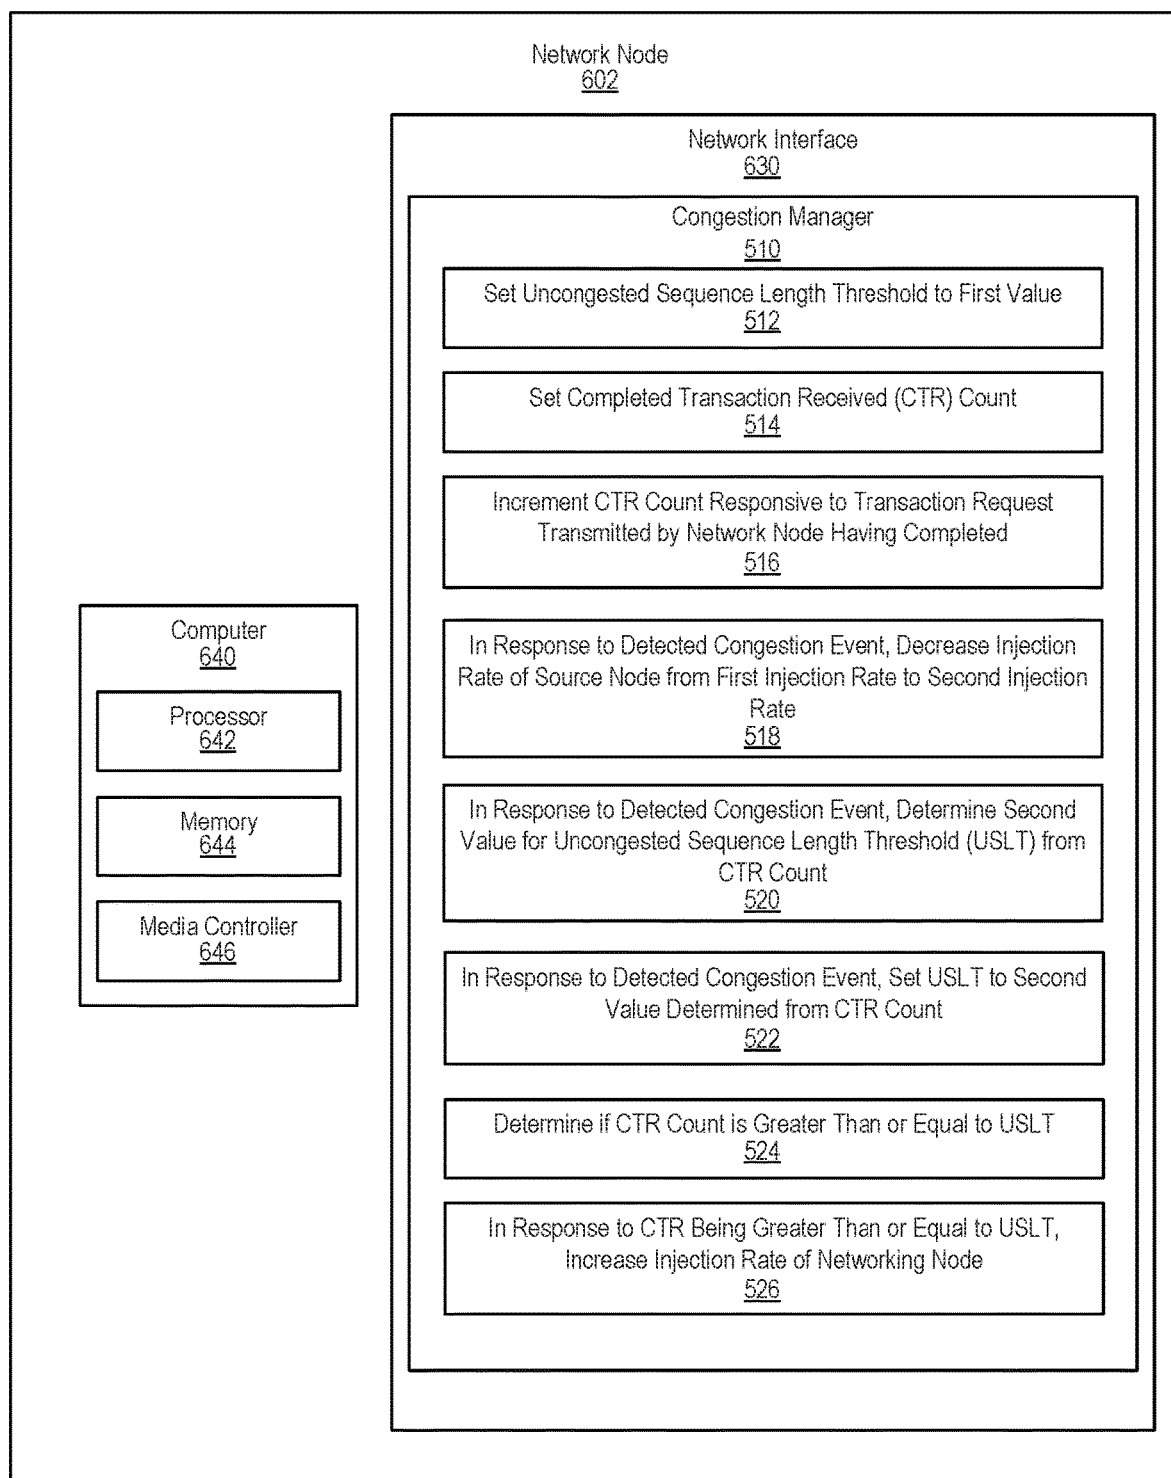 Network Node
602
Network Interface
630
Congestion Manager
510
Set Uncongested Sequence Length Threshold to First Value
512
Set Completed Transaction Received (CTR) Count
514
Increment CTR Count Responsive to Transaction Request
Transmitted by Network Node Having Completed
516
In Response to Detected Congestion Event, Decrease Injection
Rate of Source Node from First Injection Rate to Second Injection
Rate
518
In Response to Detected Congestion Event, Determine Second
Value for Uncongested Sequence Length Threshold (USLT) from
CTR Count
520
In Response to Detected Congestion Event, Set USLT to Second
Value Determined from CTR Count
522
Determine if CTR Count is Greater Than or Equal to USLT
524
In Response to CTR Being Greater Than or Equal to USLT,
Increase Injection Rate of Networking Node
526
Computer
640
Processor
642
Memory
644
Media Controller
646